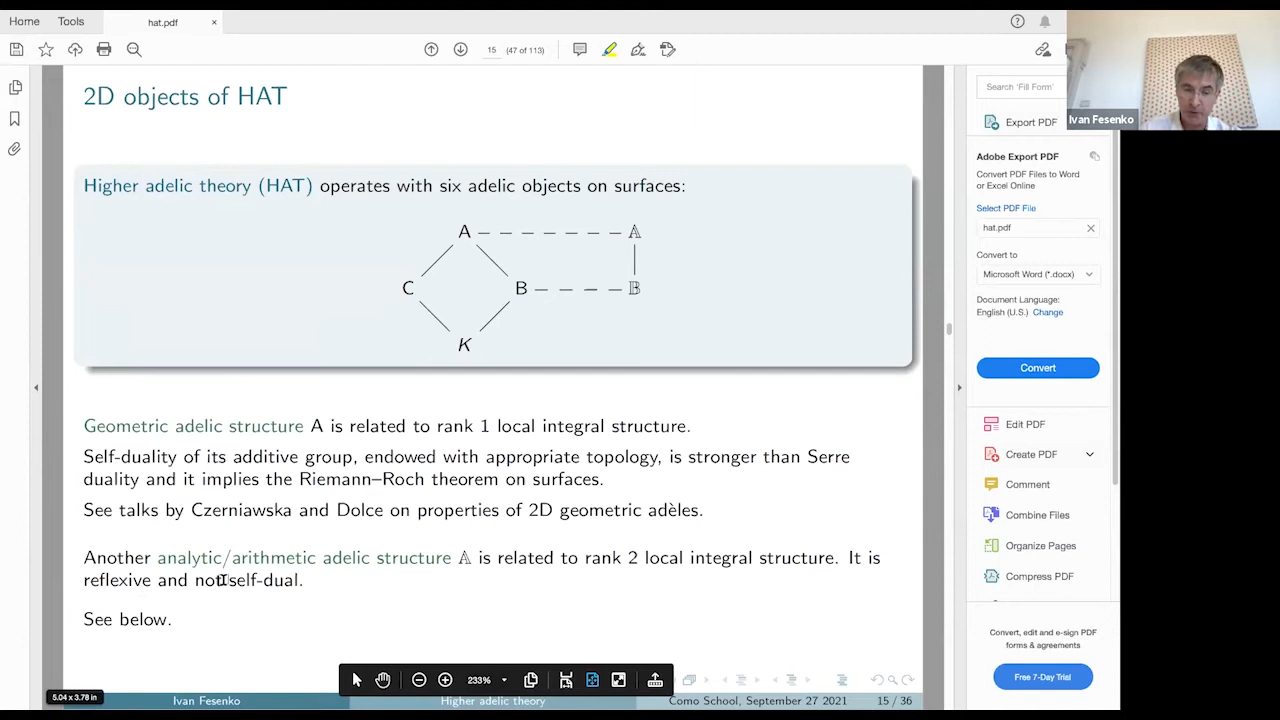 Home
Tools
hat.pdf
×
15
(47 of 113)
2D objects of HAT
Higher adelic theory (HAT) operates with six adelic objects on surfaces:
A — — — — — — — 𝔸
C B — — — — 𝔹
K
Geometric adelic structure A is related to rank 1 local integral structure.
Self-duality of its additive group, endowed with appropriate topology, is stronger than Serre
duality and it implies the Riemann–Roch theorem on surfaces.
See talks by Czerniawska and Dolce on properties of 2D geometric adèles.
Another analytic/arithmetic adelic structure 𝔸 is related to rank 2 local integral structure. It is
reflexive and not self-dual.
See below.
233%
5.04 x 3.78 in
Ivan Fesenko
Higher adelic theory
Como School, September 27 2021
15 / 36
Search 'Fill Form'
Export PDF
Adobe Export PDF
Convert PDF Files to Word
or Excel Online
Select PDF File
hat.pdf
Convert to
Microsoft Word (*.docx)
Document Language:
English (U.S.) Change
Convert
Edit PDF
Create PDF
Comment
Combine Files
Organize Pages
Compress PDF
Convert, edit and e-sign PDF
forms & agreements
Free 7-Day Trial
Ivan Fesenko